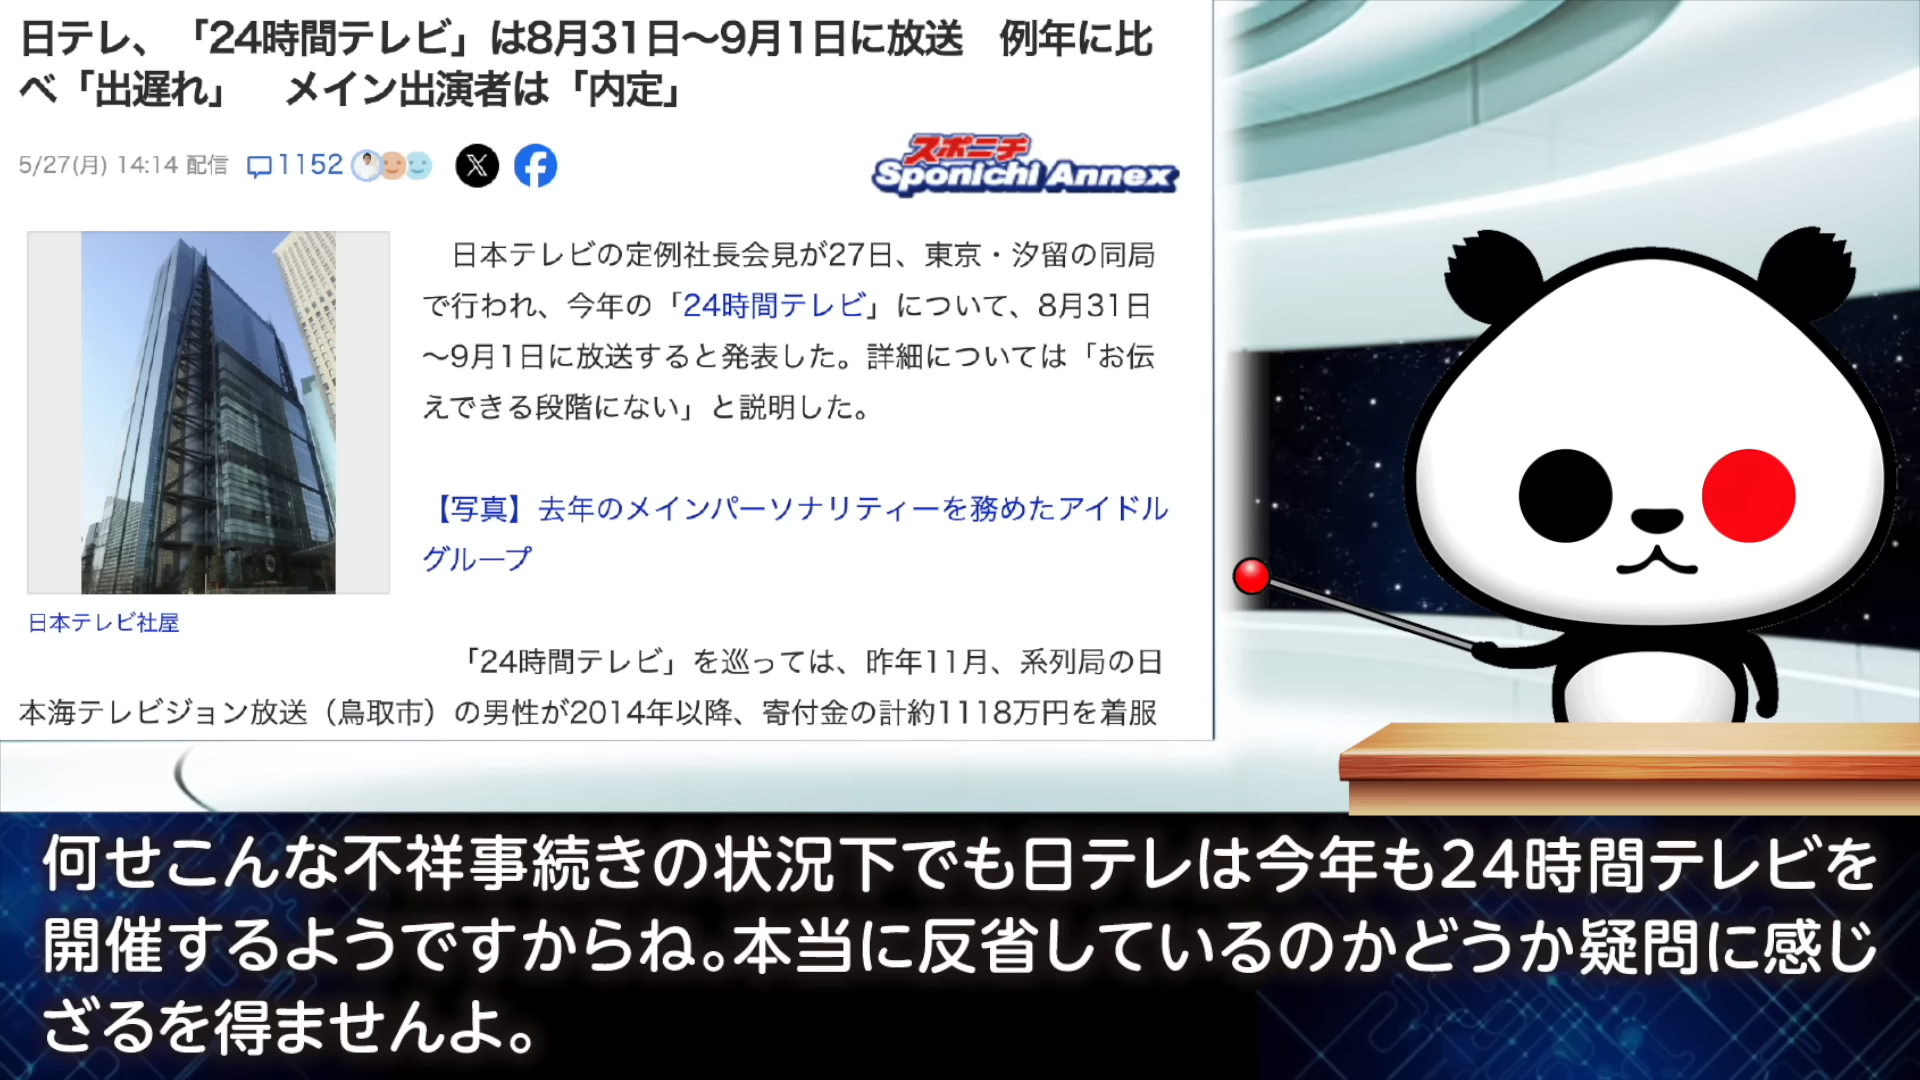 日テレ、「24時間テレビ」は8月31日～9月1日に放送　例年に比
べ「出遅れ」　メイン出演者は「内定」
5/27(月) 14:14 配信 1152
スポニチ
Sponichi Annex
日本テレビの定例社長会見が27日、東京・汐留の同局
で行われ、今年の「24時間テレビ」について、8月31日
～9月1日に放送すると発表した。詳細については「お伝
えできる段階にない」と説明した。
【写真】去年のメインパーソナリティーを務めたアイドル
グループ
日本テレビ社屋
「24時間テレビ」を巡っては、昨年11月、系列局の日
本海テレビジョン放送（鳥取市）の男性が2014年以降、寄付金の計約1118万円を着服
何せこんな不祥事続きの状況下でも日テレは今年も24時間テレビを
開催するようですからね。本当に反省しているのかどうか疑問に感じ
ざるを得ませんよ。